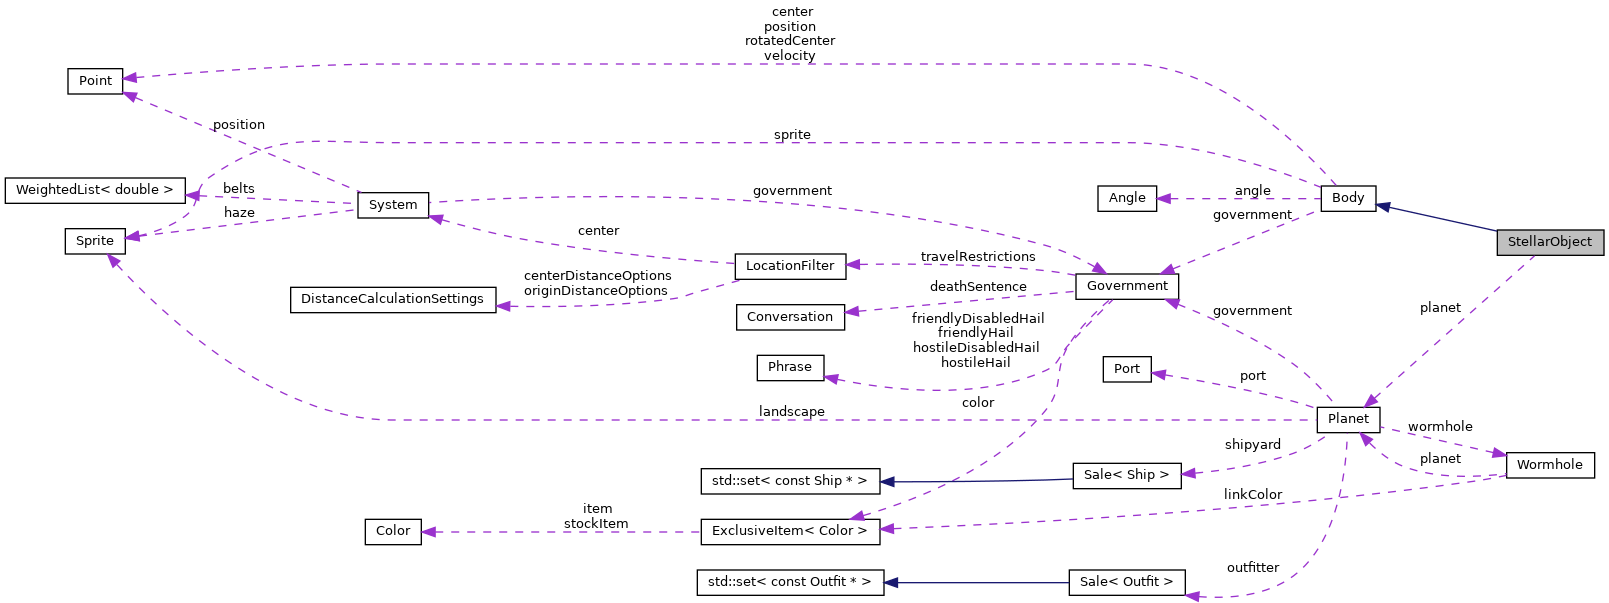 center
position
rotatedCenter
velocity
Point
position
sprite
WeightedList< double >
belts
System
government
Angle
angle
Body
haze
government
Sprite
center
StellarObject
travelRestrictions
LocationFilter
centerDistanceOptions
originDistanceOptions
DistanceCalculationSettings
deathSentence
Government
Conversation
friendlyDisabledHail
friendlyHail
hostileDisabledHail
hostileHail
government
planet
Phrase
Port
port
color
landscape
Planet
wormhole
shipyard
planet
Wormhole
std::set< const Ship * >
Sale< Ship >
linkColor
item
stockItem
Color
ExclusiveItem< Color >
outfitter
std::set< const Outfit * >
Sale< Outfit >